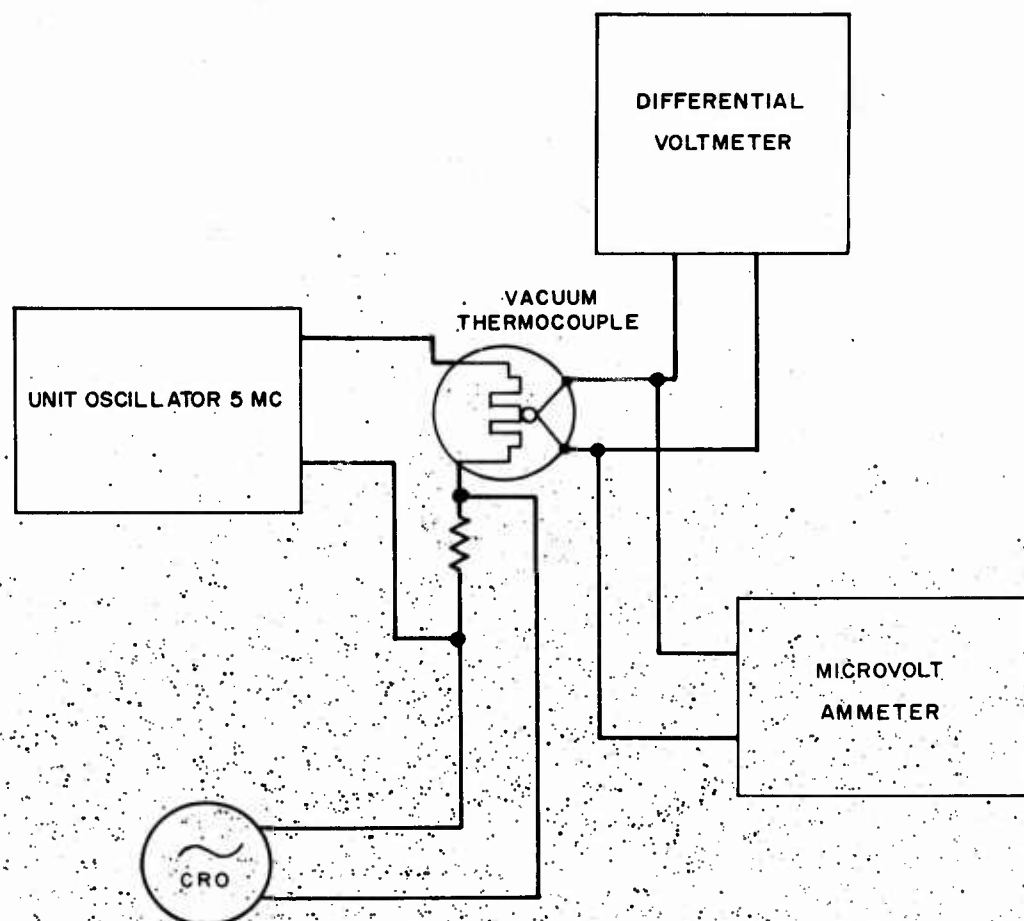 DIFFERENTIAL
VOLTMETER
VACUUM
THERMOCOUPLE
UNIT OSCILLATOR 5 MC
MICROVOLT
AMMETER
CRO